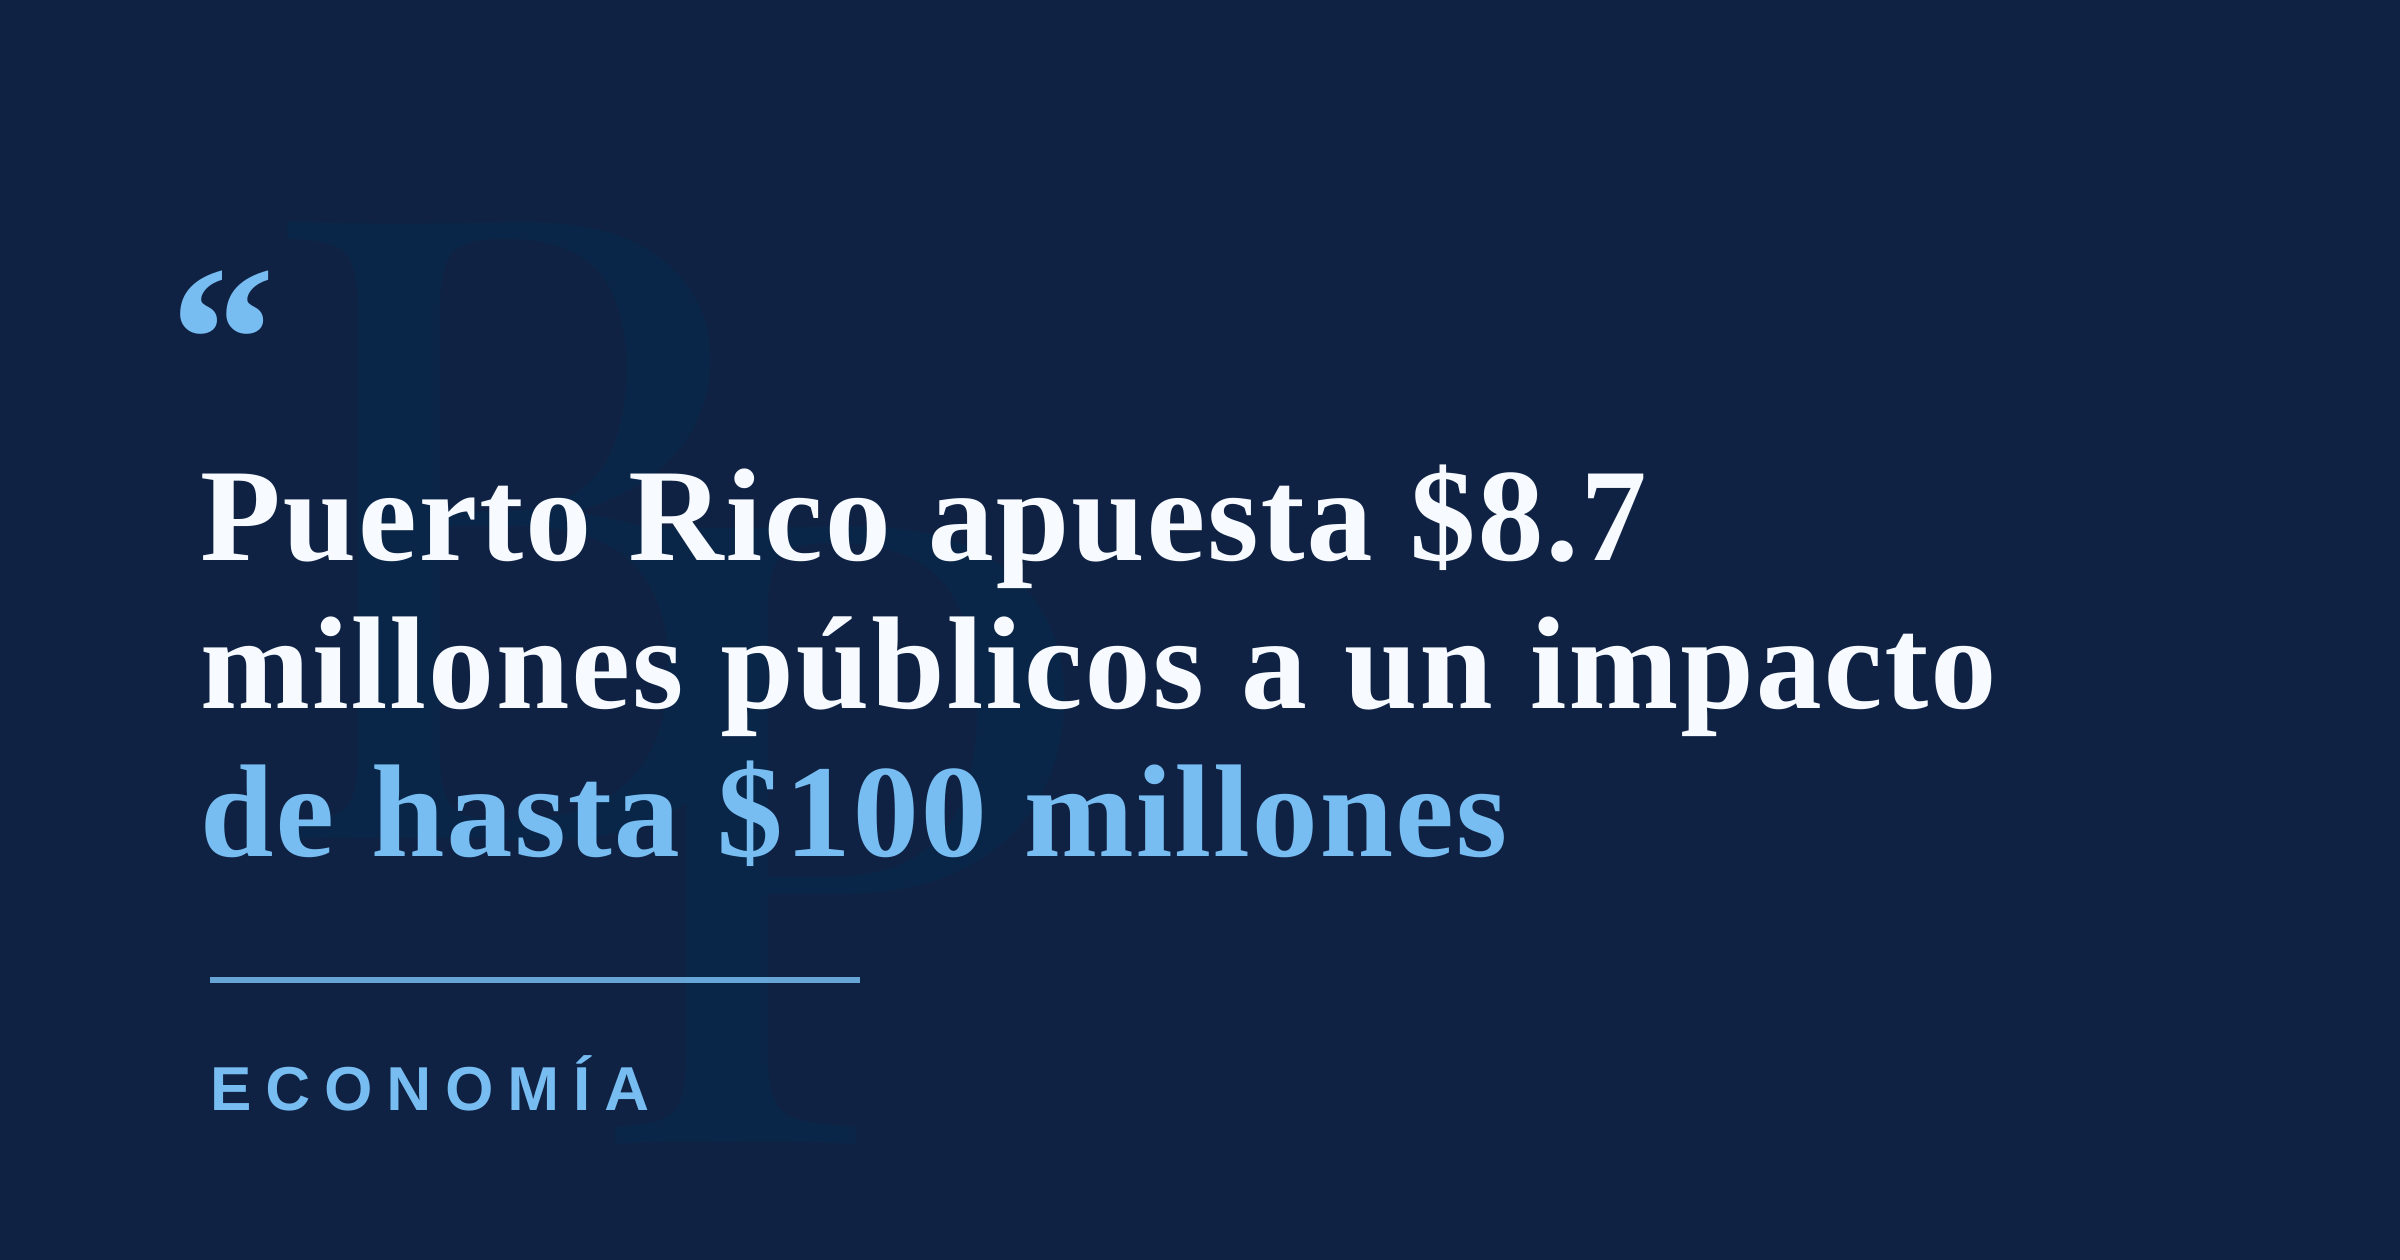 “
Puerto Rico apuesta $8.7
millones públicos a un impacto
de hasta $100 millones
ECONOMÍA